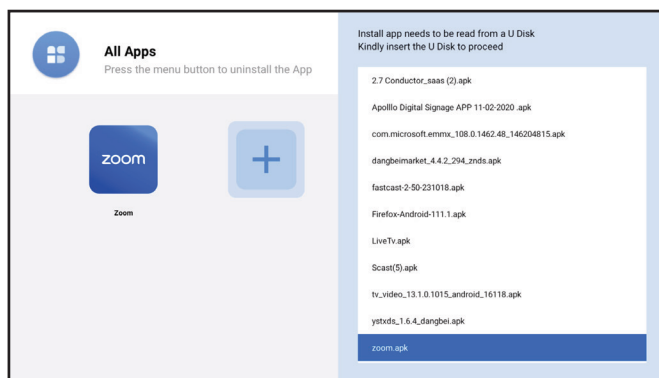 All Apps
Press the menu button to uninstall the App
zoom
Zoom
Install app needs to be read from a U Disk
Kindly insert the U Disk to proceed
2.7 Conductor_saas (2).apk
Apolllo Digital Signage APP 11-02-2020 .apk
com.microsoft.emmx_108.0.1462.48_146204815.apk
dangbeimarket_4.4.2_294_znds.apk
fastcast-2-50-231018.apk
Firefox-Android-111.1.apk
LiveTv.apk
Scast(5).apk
tv_video_13.1.0.1015_android_16118.apk
ystxds_1.6.4_dangbei.apk
zoom.apk